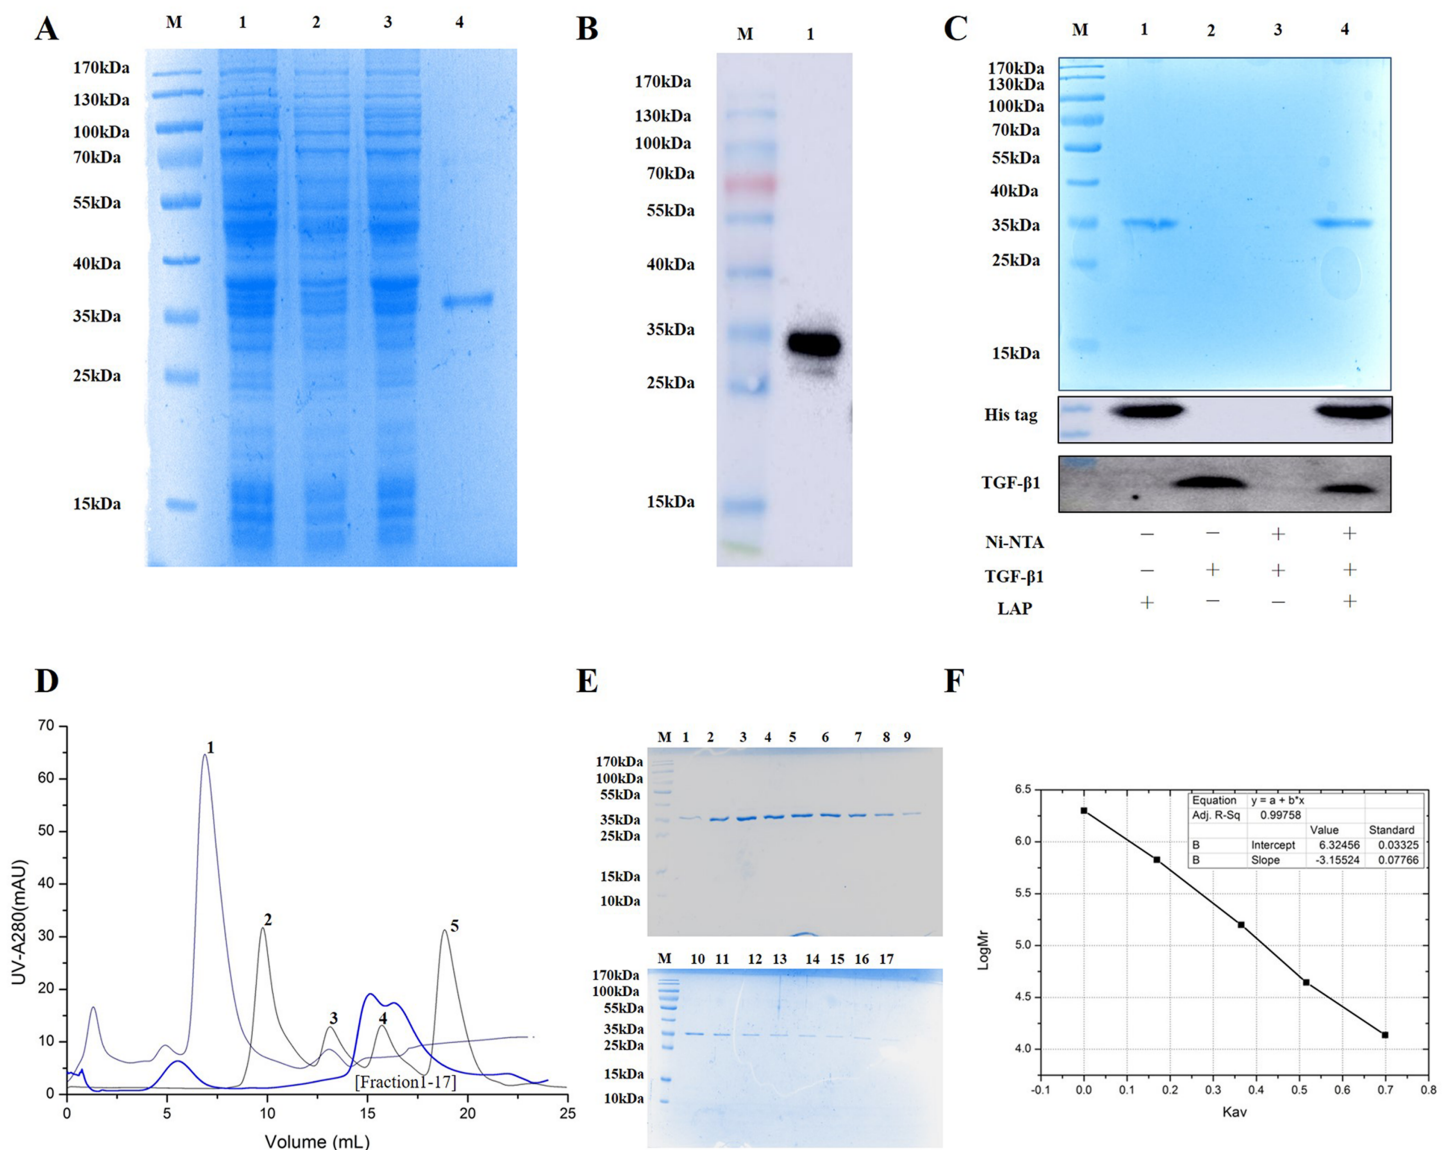 A
M 1 2 3 4
170kDa
130kDa
100kDa
70kDa
55kDa
40kDa
35kDa
25kDa
15kDa
B
M 1
170kDa
130kDa
100kDa
70kDa
55kDa
40kDa
35kDa
25kDa
15kDa
C
M 1 2 3 4
170kDa
130kDa
100kDa
70kDa
55kDa
40kDa
35kDa
25kDa
15kDa
His tag
TGF-β1
Ni-NTA − − + +
TGF-β1 − + + +
LAP + − − +
D
70
60
50
40
30
20
10
0
UV-A280(mAU)
1
2
3
4
5
[Fraction1-17]
0 5 10 15 20 25
Volume (mL)
E
M 1 2 3 4 5 6 7 8 9
170kDa
100kDa
55kDa
35kDa
25kDa
15kDa
10kDa
M 10 11 12 13 14 15 16 17
170kDa
100kDa
55kDa
35kDa
25kDa
15kDa
10kDa
F
6.5
6.0
5.5
5.0
4.5
4.0
LogMr
Equation y = a + b*x
Adj. R-Sq 0.99758
Value Standard
B Intercept 6.32456 0.03325
B Slope -3.15524 0.07766
-0.1 0.0 0.1 0.2 0.3 0.4 0.5 0.6 0.7 0.8
Kav